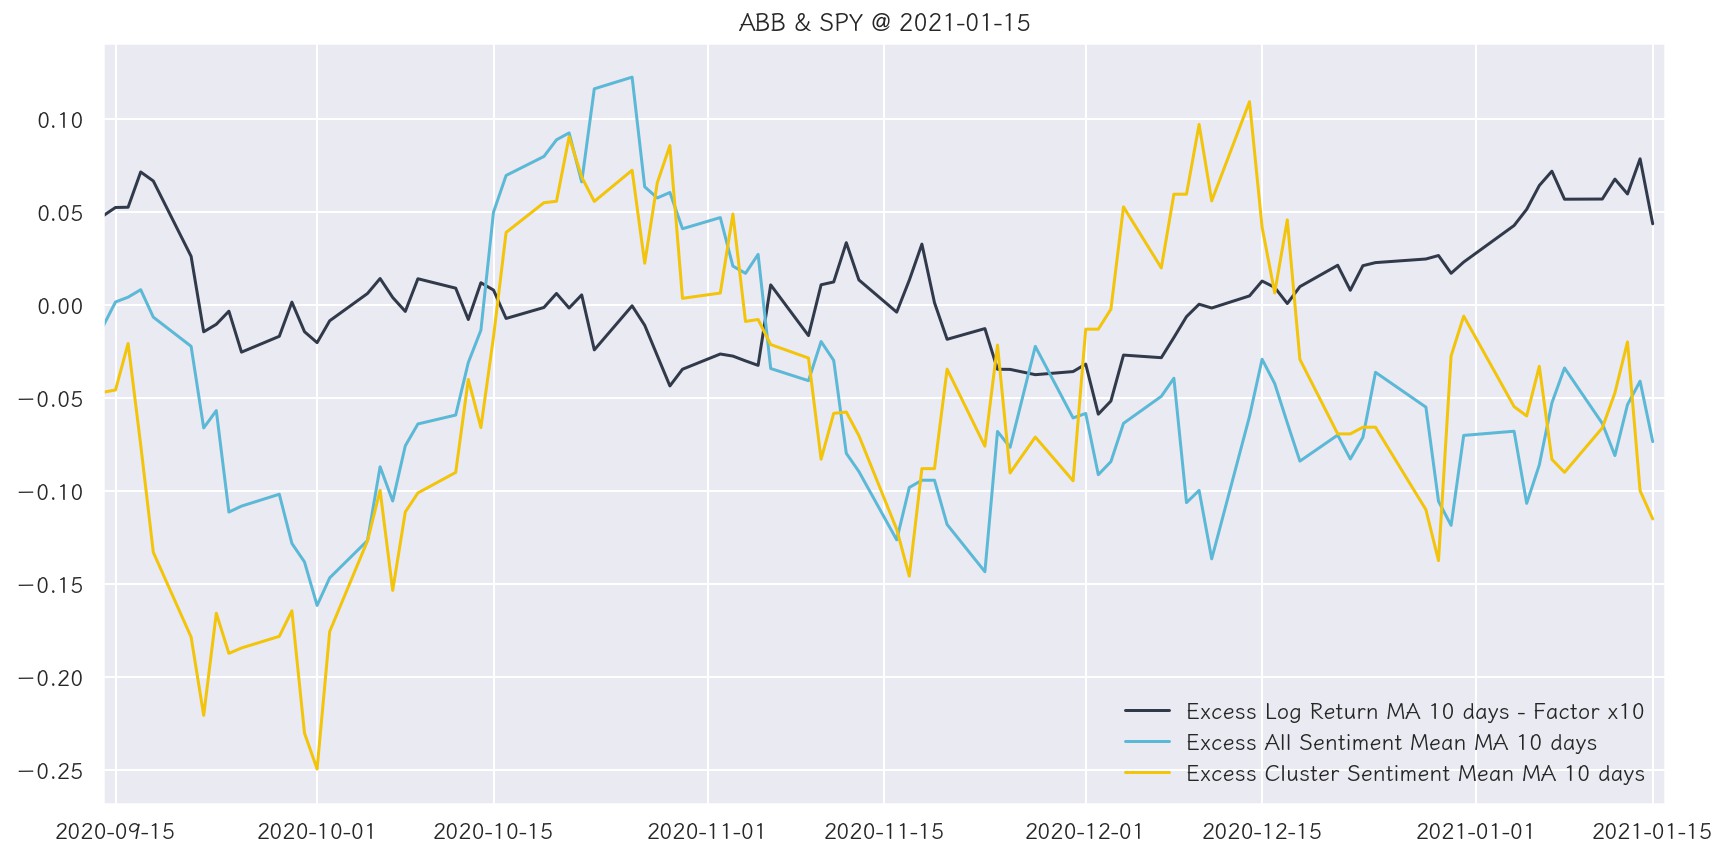 ABB & SPY @ 2021-01-15
0.10
0.05
0.00
−0.05
−0.10
−0.15
−0.20
−0.25
Excess Log Return MA 10 days - Factor x10
Excess All Sentiment Mean MA 10 days
Excess Cluster Sentiment Mean MA 10 days
2020-09-15 2020-10-01 2020-10-15 2020-11-01 2020-11-15 2020-12-01 2020-12-15 2021-01-01 2021-01-15